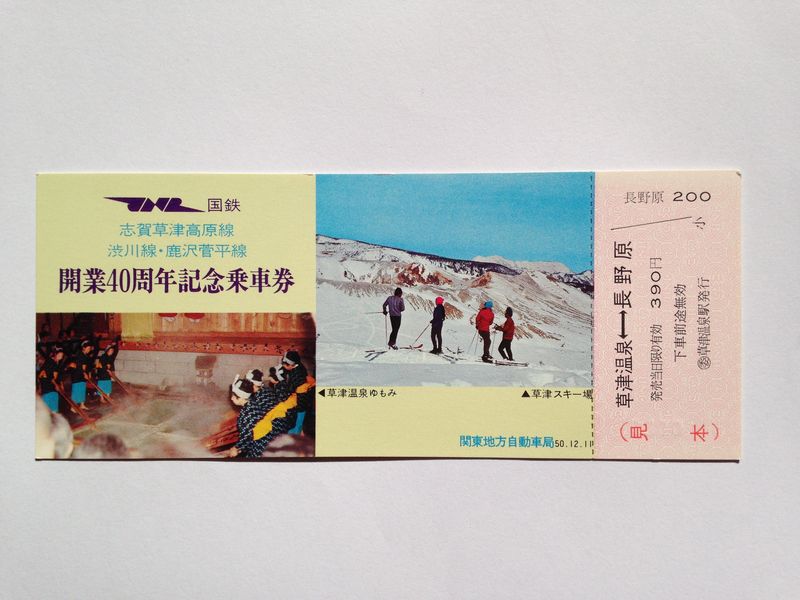 JNR 国鉄
志賀草津高原線
渋川線・鹿沢菅平線
開業40周年記念乗車券
◀草津温泉ゆもみ
▲草津スキー場
関東地方自動車局
50.12.11
長野原 200
小
草津温泉⟷長野原
発売当日限り有効 390円
下車前途無効
㊂草津温泉駅発行
(見本)